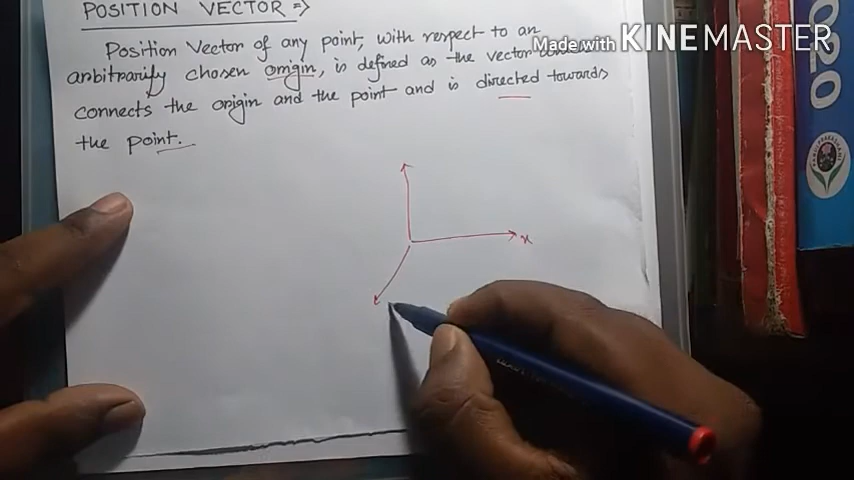 POSITION VECTOR =>
Position Vector of any point, with respect to an
arbitrarily chosen origin, is defined as the vector
connects the origin and the point and is directed towards
the point.
x
Made with KINEMASTER
020